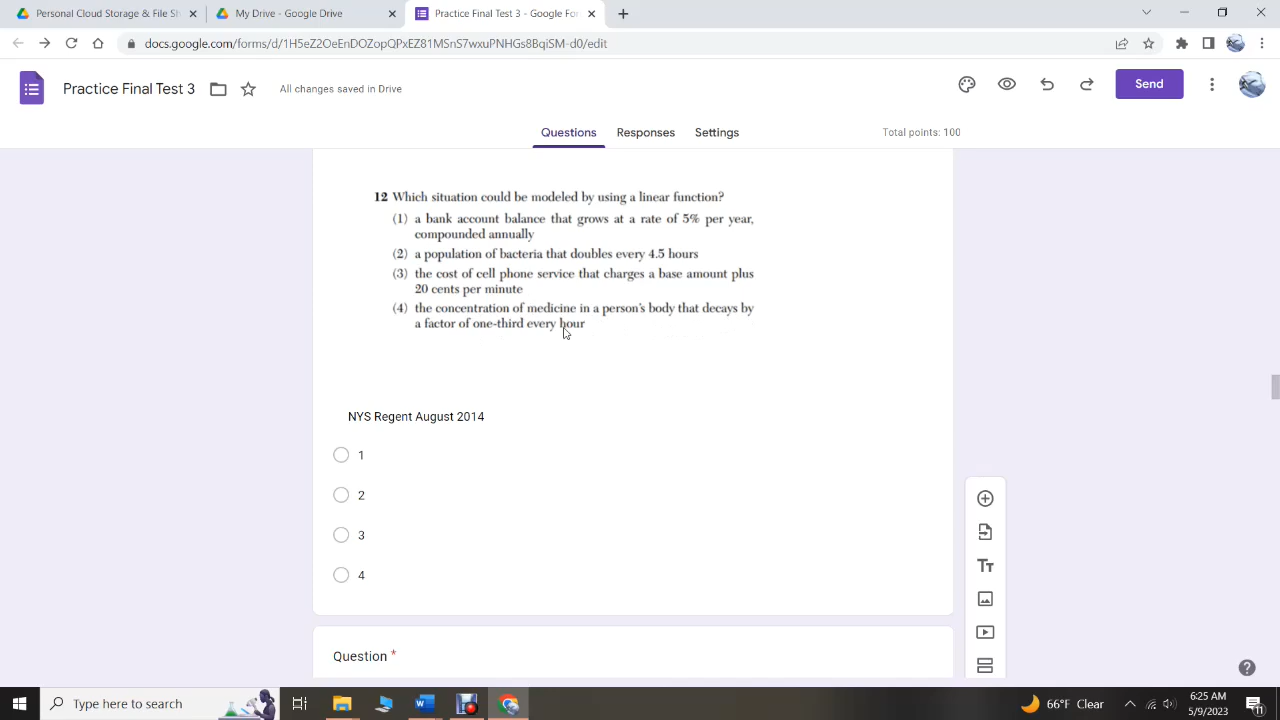 Personal Cloud Storage & File Sh
My Drive - Google Drive
Practice Final Test 3 - Google For
docs.google.com/forms/d/1H5eZ2OeEnDOZopQPxEZ81MSnS7wxuPNHGs8BqiSM-d0/edit
Practice Final Test 3
All changes saved in Drive
Send
Questions
Responses
Settings
Total points: 100
12 Which situation could be modeled by using a linear function?
(1) a bank account balance that grows at a rate of 5% per year,
compounded annually
(2) a population of bacteria that doubles every 4.5 hours
(3) the cost of cell phone service that charges a base amount plus
20 cents per minute
(4) the concentration of medicine in a person's body that decays by
a factor of one-third every hour
NYS Regent August 2014
1
2
3
4
Question *
Type here to search
66°F Clear
6:25 AM
5/9/2023
11